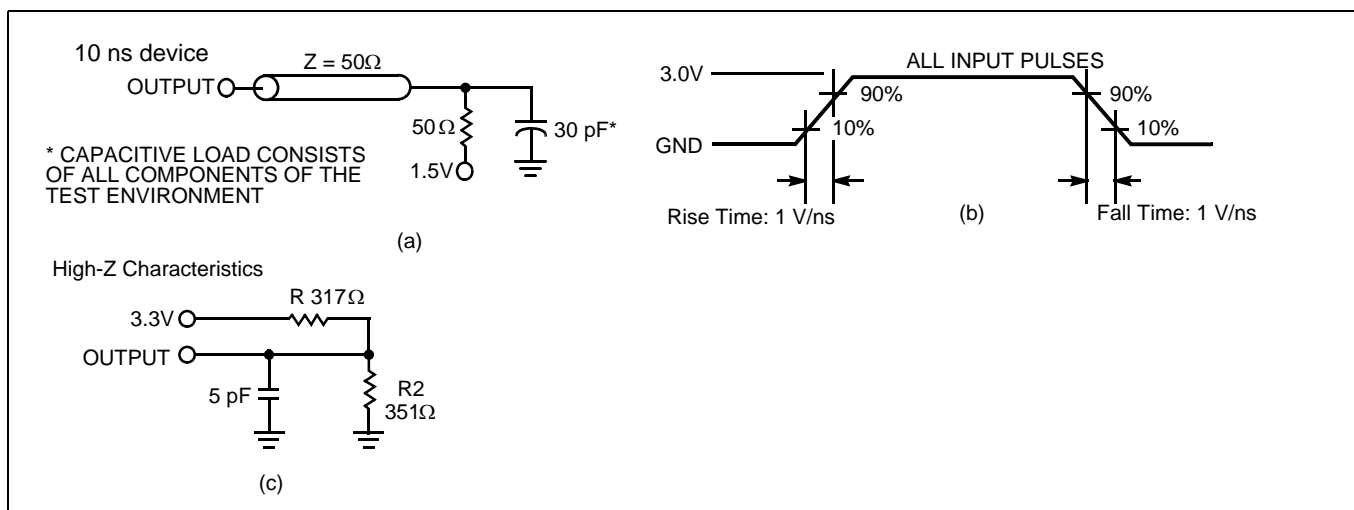 10 ns device
OUTPUT
Z = 50Ω
50Ω
30 pF*
1.5V
* CAPACITIVE LOAD CONSISTS
OF ALL COMPONENTS OF THE
TEST ENVIRONMENT
(a)
ALL INPUT PULSES
3.0V
90%
10%
GND
90%
10%
Rise Time: 1 V/ns
Fall Time: 1 V/ns
(b)
High-Z Characteristics
R 317Ω
3.3V
OUTPUT
5 pF
R2
351Ω
(c)